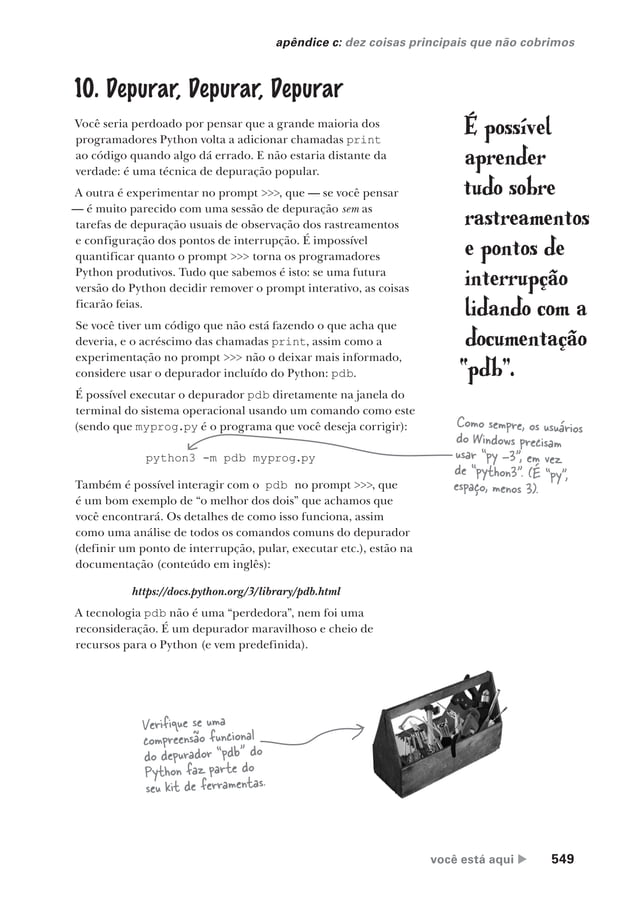 apêndice c: dez coisas principais que não cobrimos
10. Depurar, Depurar, Depurar
Você seria perdoado por pensar que a grande maioria dos
programadores Python volta a adicionar chamadas print
ao código quando algo dá errado. E não estaria distante da
verdade: é uma técnica de depuração popular.
A outra é experimentar no prompt >>>, que — se você pensar
— é muito parecido com uma sessão de depuração sem as
tarefas de depuração usuais de observação dos rastreamentos
e configuração dos pontos de interrupção. É impossível
quantificar quanto o prompt >>> torna os programadores
Python produtivos. Tudo que sabemos é isto: se uma futura
versão do Python decidir remover o prompt interativo, as coisas
ficarão feias.
Se você tiver um código que não está fazendo o que acha que
deveria, e o acréscimo das chamadas print, assim como a
experimentação no prompt >>> não o deixar mais informado,
considere usar o depurador incluído do Python: pdb.
É possível executar o depurador pdb diretamente na janela do
terminal do sistema operacional usando um comando como este
(sendo que myprog.py é o programa que você deseja corrigir):
python3 -m pdb myprog.py
Também é possível interagir com o pdb no prompt >>>, que
é um bom exemplo de “o melhor dos dois” que achamos que
você encontrará. Os detalhes de como isso funciona, assim
como uma análise de todos os comandos comuns do depurador
(definir um ponto de interrupção, pular, executar etc.), estão na
documentação (conteúdo em inglês):
https://docs.python.org/3/library/pdb.html
A tecnologia pdb não é uma “perdedora”, nem foi uma
reconsideração. É um depurador maravilhoso e cheio de
recursos para o Python (e vem predefinida).
É possível
aprender
tudo sobre
rastreamentos
e pontos de
interrupção
lidando com a
documentação
“pdb”.
Como sempre, os usuários
do Windows precisam
usar “py –3”, em vez
de “python3”. (É “py”,
espaço, menos 3).
Verifique se uma
compreensão funcional
do depurador “pdb” do
Python faz parte do
seu kit de ferramentas.
você está aqui ▶ 549